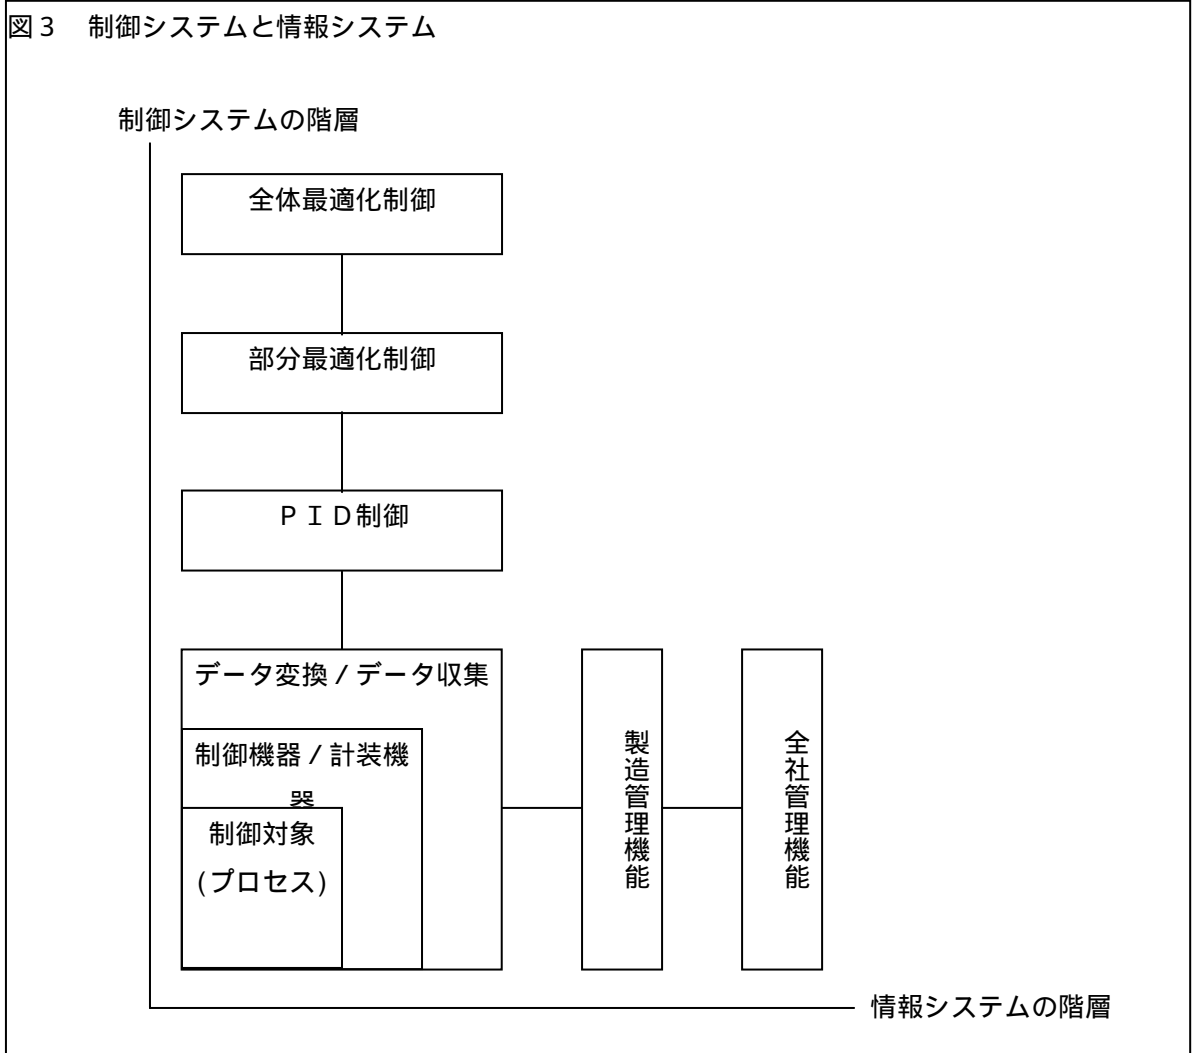 図3 制御システムと情報システム
制御システムの階層
全体最適化制御
部分最適化制御
PID制御
データ変換/データ収集
制御機器/計装機
器
制御対象
(プロセス)
製造管理機能
全社管理機能
情報システムの階層